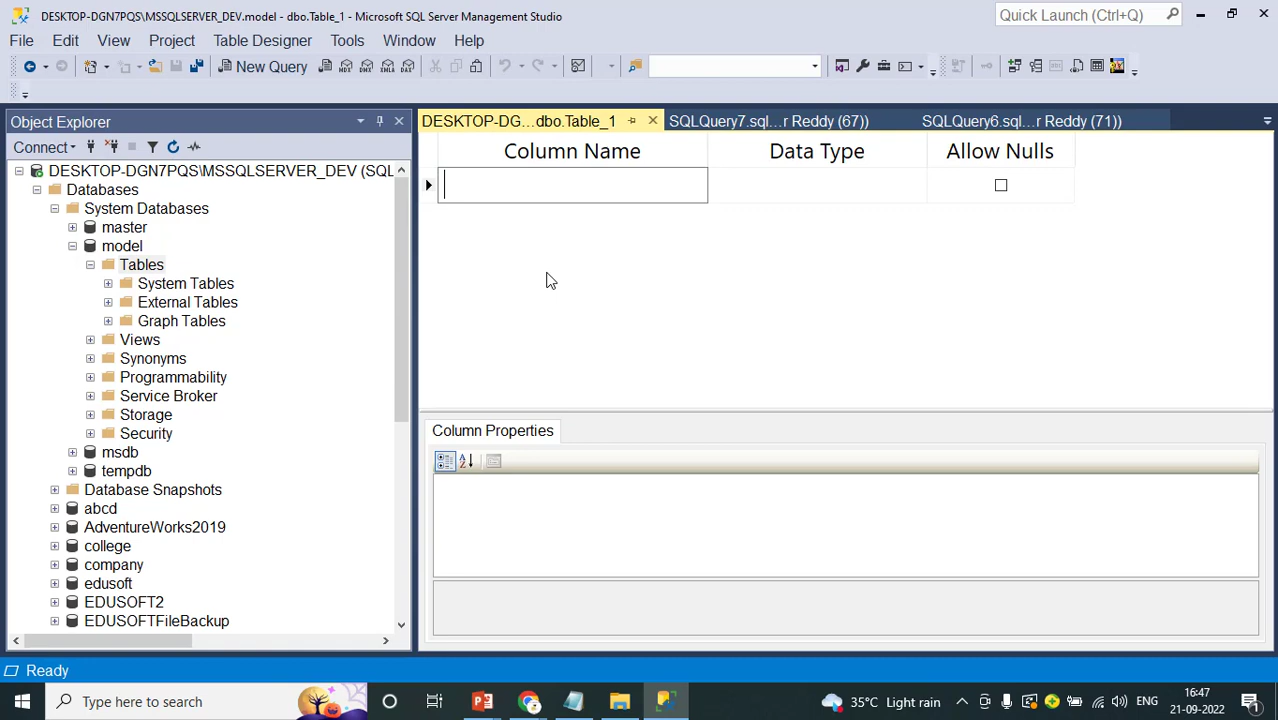 DESKTOP-DGN7PQS\MSSQLSERVER_DEV.model - dbo.Table_1 - Microsoft SQL Server Management Studio
Quick Launch (Ctrl+Q)
File Edit View Project Table Designer Tools Window Help
New Query
Object Explorer
Connect
DESKTOP-DGN7PQS\MSSQLSERVER_DEV (SQL
Databases
System Databases
master
model
Tables
System Tables
External Tables
Graph Tables
Views
Synonyms
Programmability
Service Broker
Storage
Security
msdb
tempdb
Database Snapshots
abcd
AdventureWorks2019
college
company
edusoft
EDUSOFT2
EDUSOFTFileBackup
DESKTOP-DG...dbo.Table_1
SQLQuery7.sql...r Reddy (67))
SQLQuery6.sql...r Reddy (71))
Column Name Data Type Allow Nulls
Column Properties
Ready
Type here to search
35°C Light rain
ENG
16:47
21-09-2022